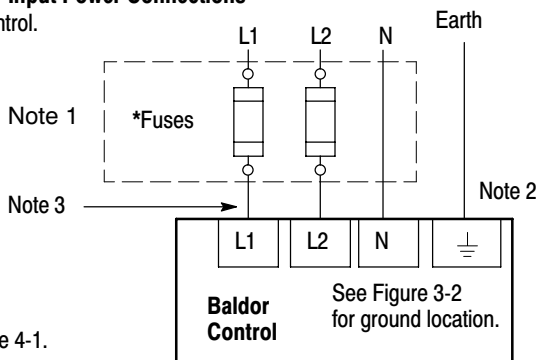 Input Power Connections
ntrol.
Earth
L1 L2 N
Note 1
*Fuses
Note 2
Note 3
L1 L2 N
Baldor
Control
See Figure 3-2
for ground location.
e 4-1.